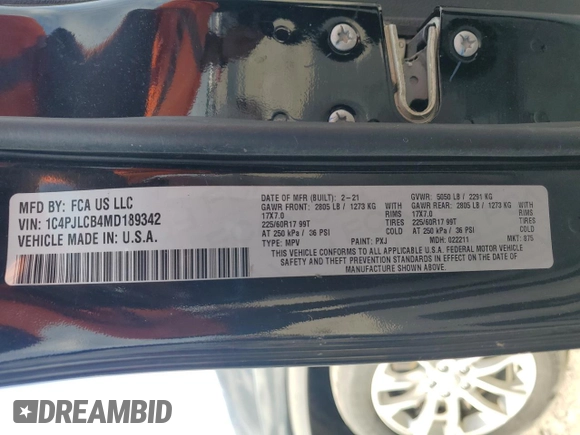 MFD BY: FCA US LLC
VIN: 1C4PJLCB4MD189342
VEHICLE MADE IN: U.S.A.
DATE OF MFR (BUILT): 2-21 GVWR: 5050 LB / 2291 KG
GAWR FRONT: 2805 LB / 1273 KG WITH GAWR REAR: 2805 LB / 1273 KG WITH
17X7.0 RIMS 17X7.0 RIMS
225/60R17 99T TIRES 225/60R17 99T TIRES
AT 250 kPa / 36 PSI COLD AT 250 kPa / 36 PSI COLD
TYPE: MPV PAINT: PXJ MDH: 022211 MKT: 875
THIS VEHICLE CONFORMS TO ALL APPLICABLE U.S.A. FEDERAL MOTOR VEHICLE
SAFETY AND THEFT PREVENTION STANDARDS IN EFFECT ON THE DATE OF
MANUFACTURE SHOWN ABOVE.
DREAMBID